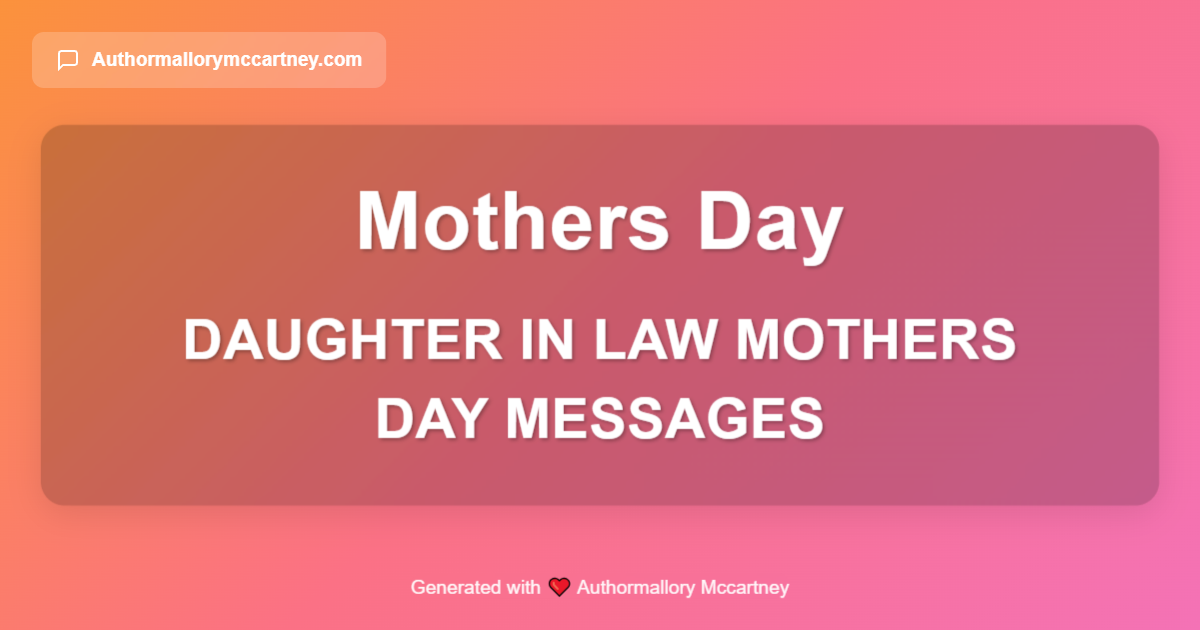 Authormallorymccartney.com
Mothers Day
DAUGHTER IN LAW MOTHERS
DAY MESSAGES
Generated with ❤️ Authormallory Mccartney